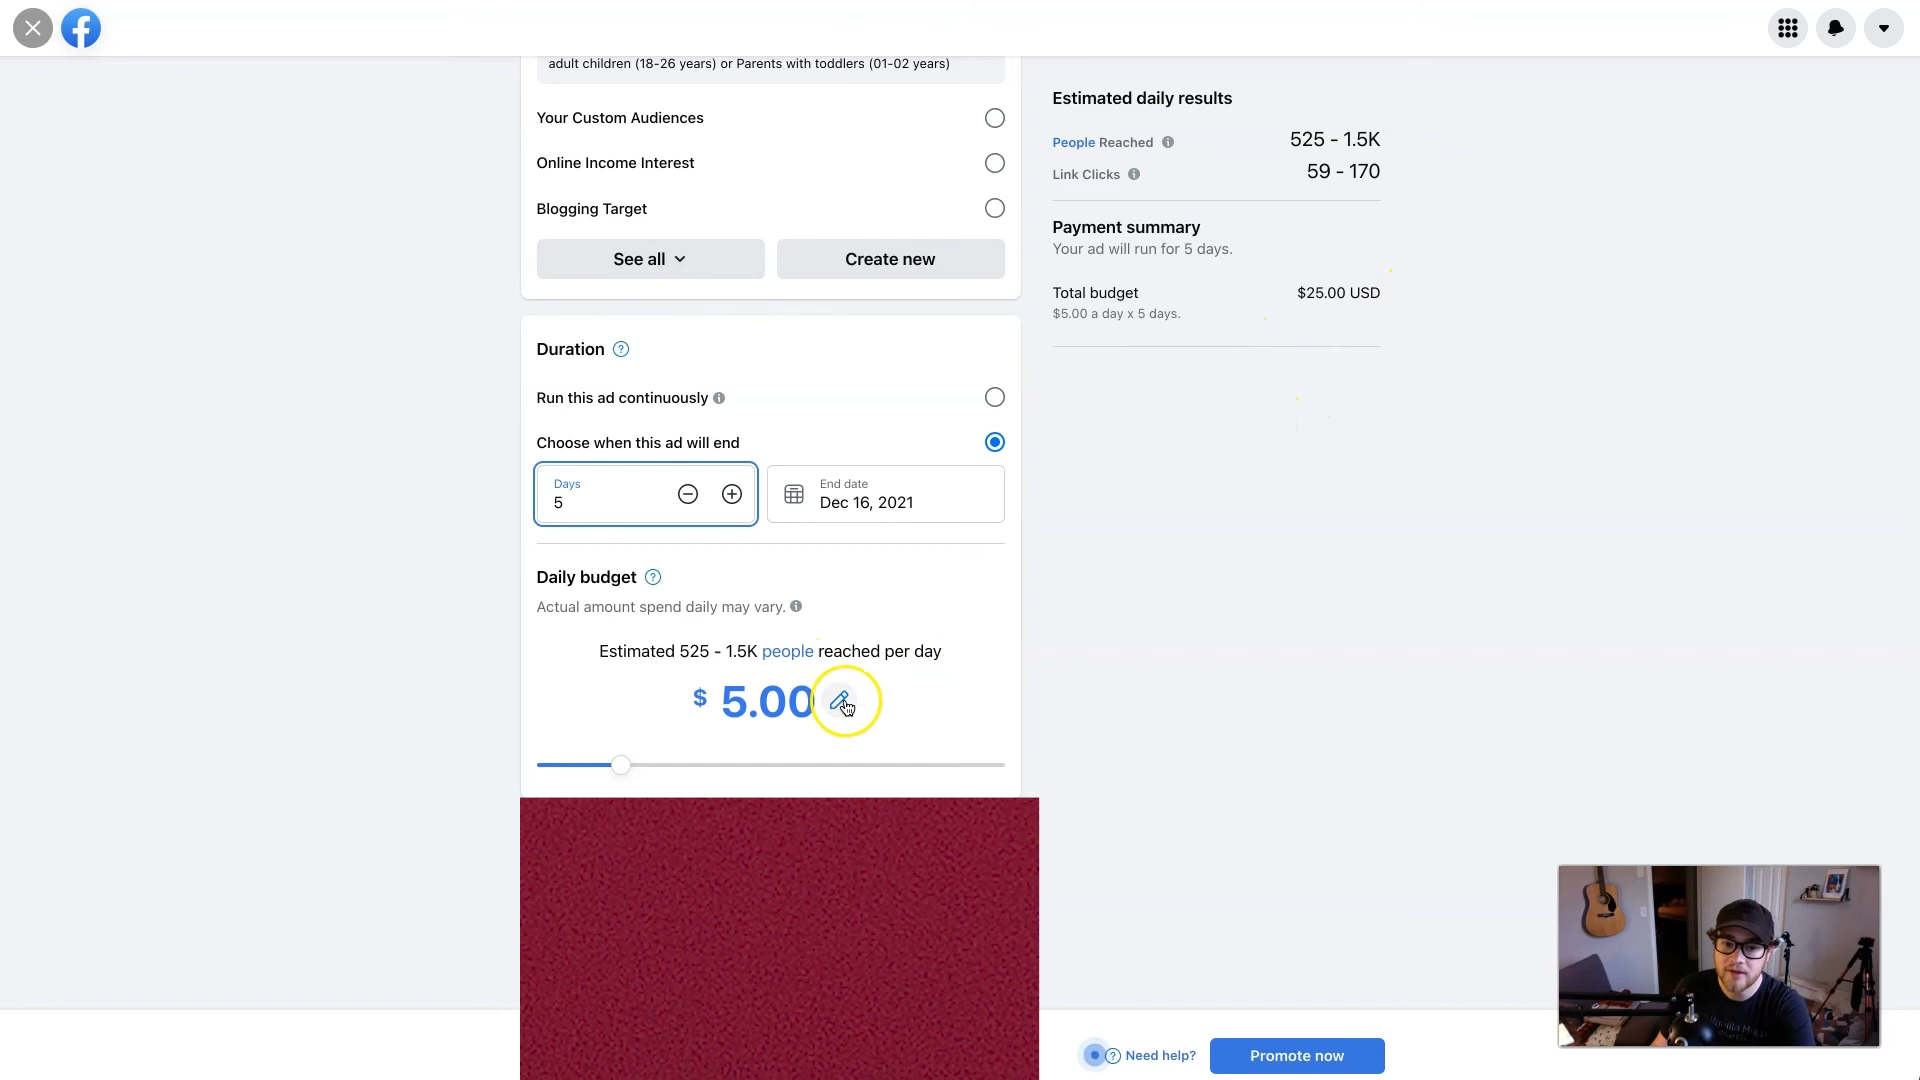 adult children (18-26 years) or Parents with toddlers (01-02 years)
Your Custom Audiences
Online Income Interest
Blogging Target
See all
Create new
Duration
Run this ad continuously
Choose when this ad will end
Days
5
End date
Dec 16, 2021
Daily budget
Actual amount spend daily may vary.
Estimated 525 - 1.5K people reached per day
$ 5.00
Estimated daily results
People Reached 525 - 1.5K
Link Clicks 59 - 170
Payment summary
Your ad will run for 5 days.
Total budget $25.00 USD
$5.00 a day x 5 days.
Need help?
Promote now